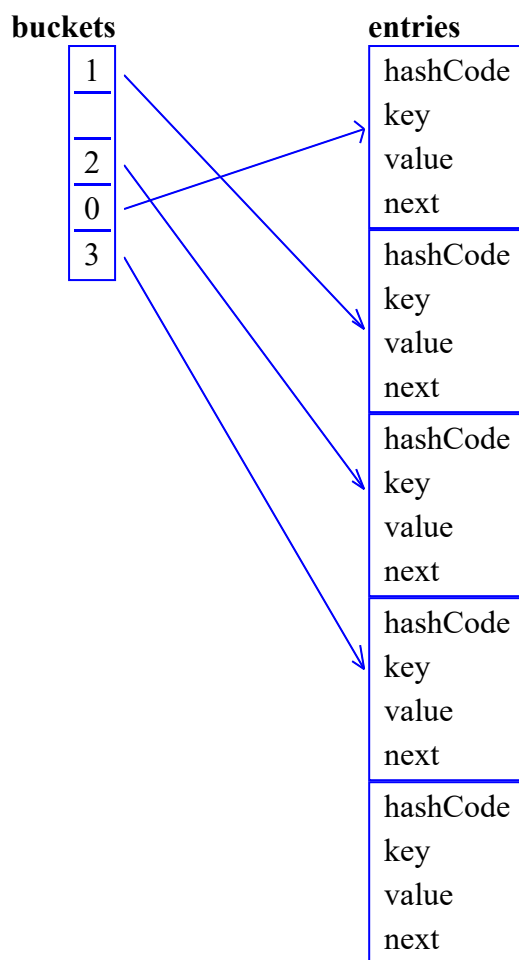 buckets
1
2
0
3
entries
hashCode
key
value
next
hashCode
key
value
next
hashCode
key
value
next
hashCode
key
value
next
hashCode
key
value
next